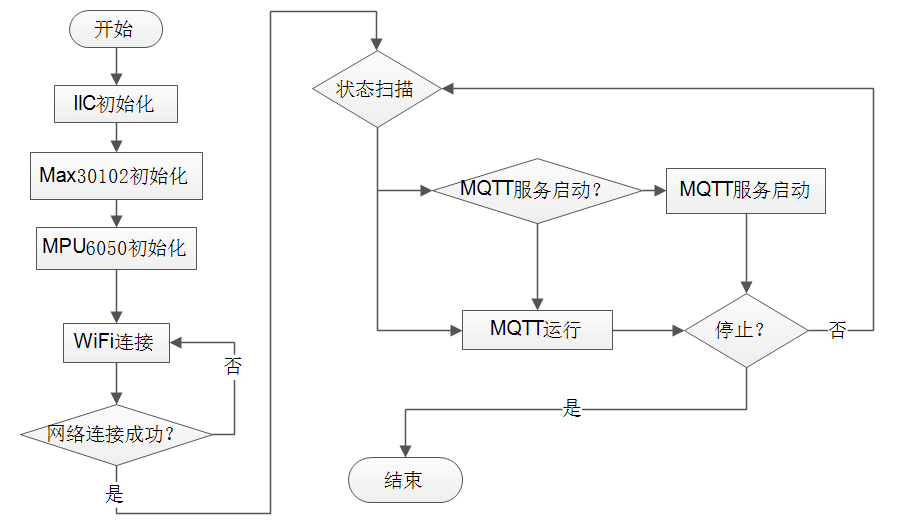 开始
IIC初始化
Max30102初始化
MPU6050初始化
WiFi连接
否
网络连接成功？
是
状态扫描
MQTT服务启动？
MQTT服务启动
MQTT运行
停止？
否
是
结束